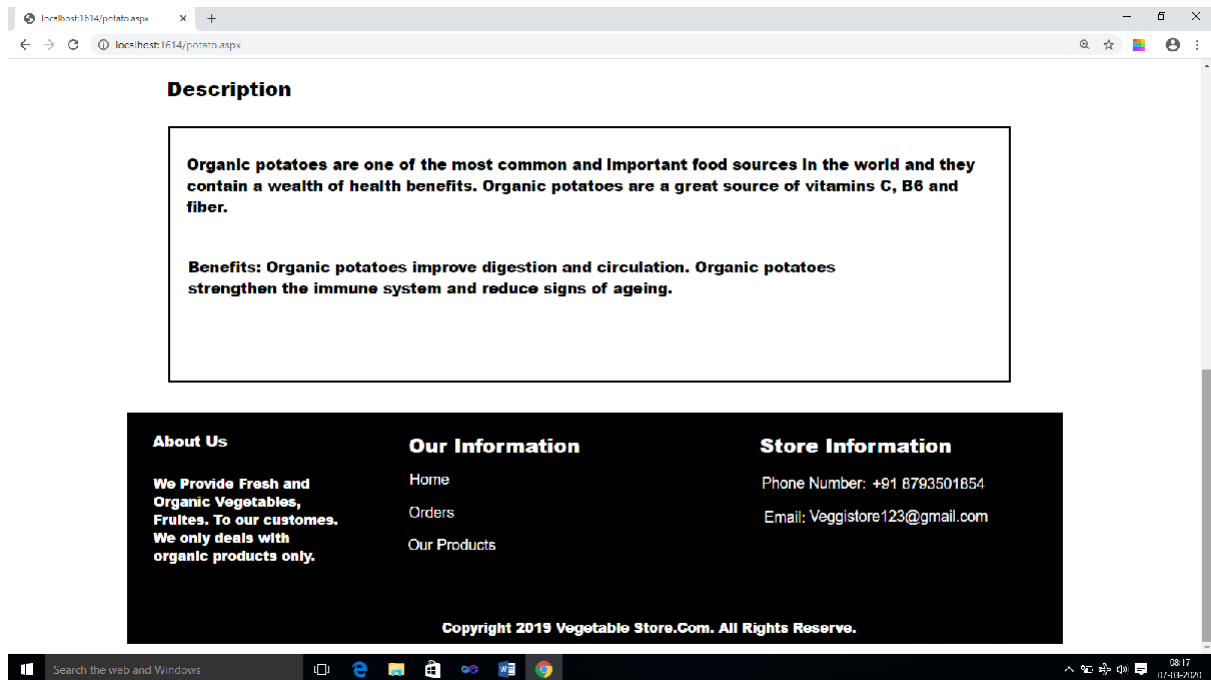 localhost:1614/potato.aspx
localhost:1614/potato.aspx
Description
Organic potatoes are one of the most common and important food sources in the world and they
contain a wealth of health benefits. Organic potatoes are a great source of vitamins C, B6 and
fiber.
Benefits: Organic potatoes improve digestion and circulation. Organic potatoes
strengthen the immune system and reduce signs of ageing.
About Us
We Provide Fresh and
Organic Vegetables,
Fruites. To our customes.
We only deals with
organic products only.
Our Information
Home
Orders
Our Products
Store Information
Phone Number: +91 8793501854
Email: Veggistore123@gmail.com
Copyright 2019 Vegetable Store.Com. All Rights Reserve.
Search the web and Windows
08:17
07-03-2020